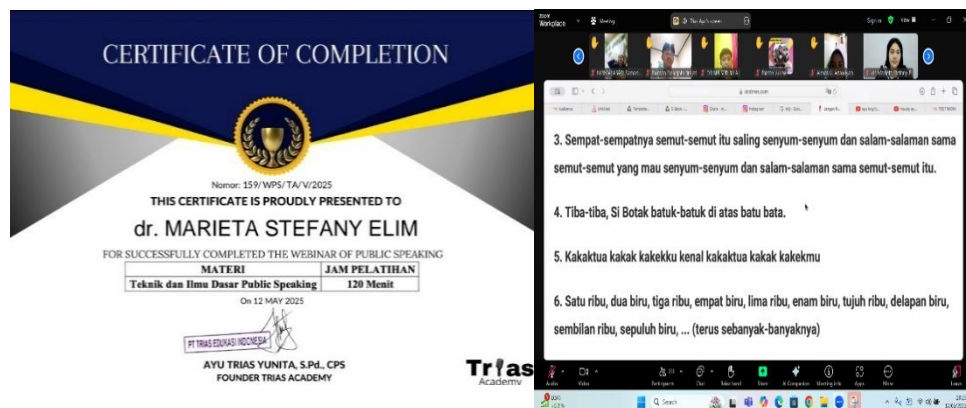 CERTIFICATE OF COMPLETION
Nomor: 159/WPS/TA/V/2025
THIS CERTIFICATE IS PROUDLY PRESENTED TO
dr. MARIETA STEFANY ELIM
FOR SUCCESSFULLY COMPLETED THE WEBINAR OF PUBLIC SPEAKING
MATERI JAM PELATIHAN
Teknik dan Ilmu Dasar Public Speaking 120 Menit
On 12 MAY 2025
PT TRIAS EDUKASI INDONESIA
AYU TRIAS YUNITA, S.Pd., CPS
FOUNDER TRIAS ACADEMY
Trias
Academy
zoom
Workplace
Meeting
Sign in
View
3. Sempat-sempatnya semut-semut itu saling senyum-senyum dan salam-salaman sama
semut-semut yang mau senyum-senyum dan salam-salaman sama semut-semut itu.
4. Tiba-tiba, Si Botak batuk-batuk di atas batu bata.
5. Kakaktua kakak kakekku kenal kakaktua kakak kakekmu
6. Satu ribu, dua biru, tiga ribu, empat biru, lima ribu, enam biru, tujuh ribu, delapan biru,
sembilan ribu, sepuluh biru, ... (terus sebanyak-banyaknya)
Audio Video Participants Chat Raise hand Share AI Companion Meeting info Apps More Leave
Search